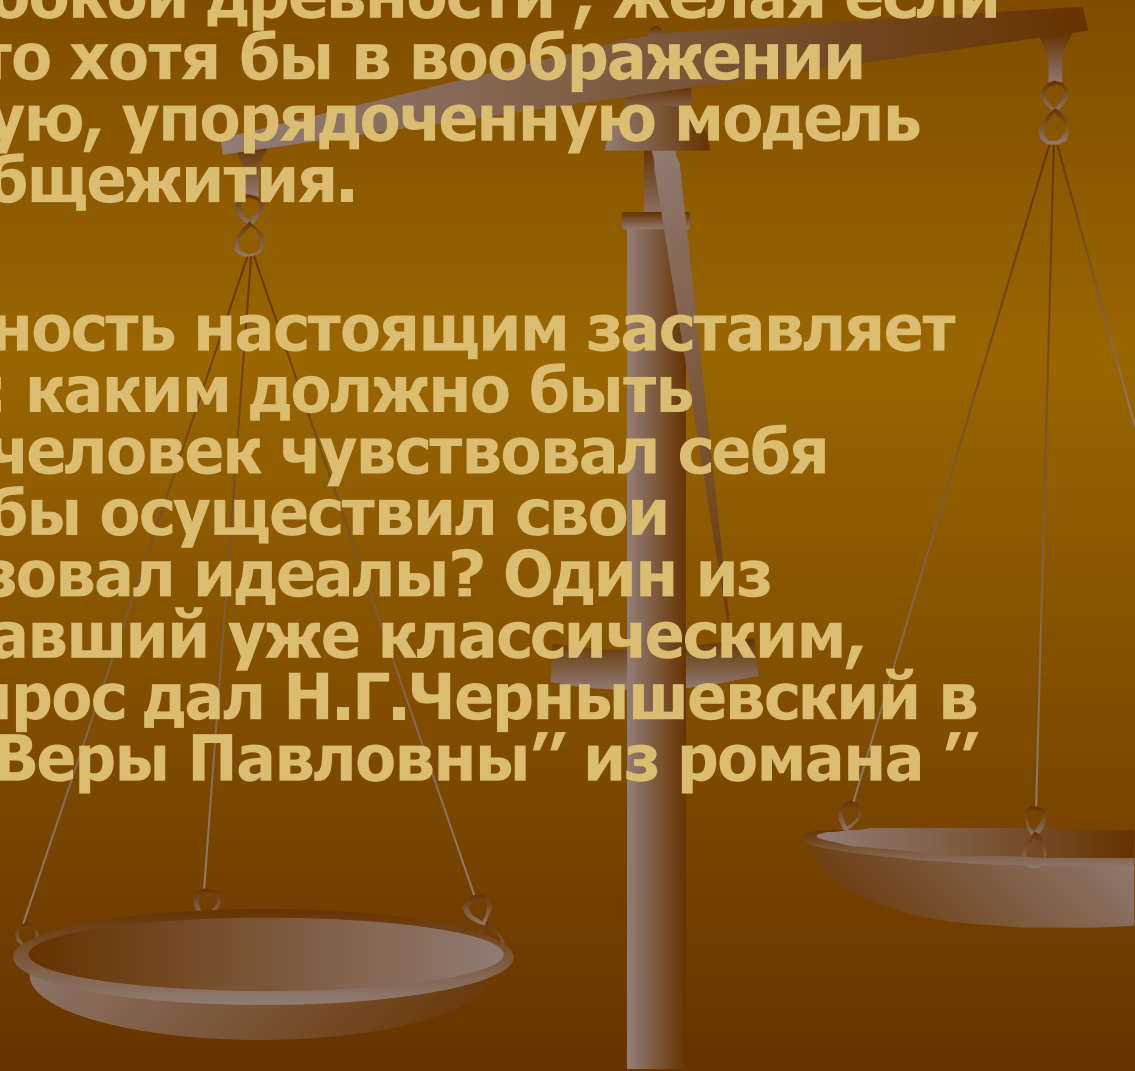 бокой древности , желая если
то хотя бы в воображении
ую, упорядоченную модель
бщежития.
ность настоящим заставляет
: каким должно быть
человек чувствовал себя
бы осуществил свои
зовал идеалы? Один из
авший уже классическим,
прос дал Н.Г.Чернышевский в
Веры Павловны” из романа ”